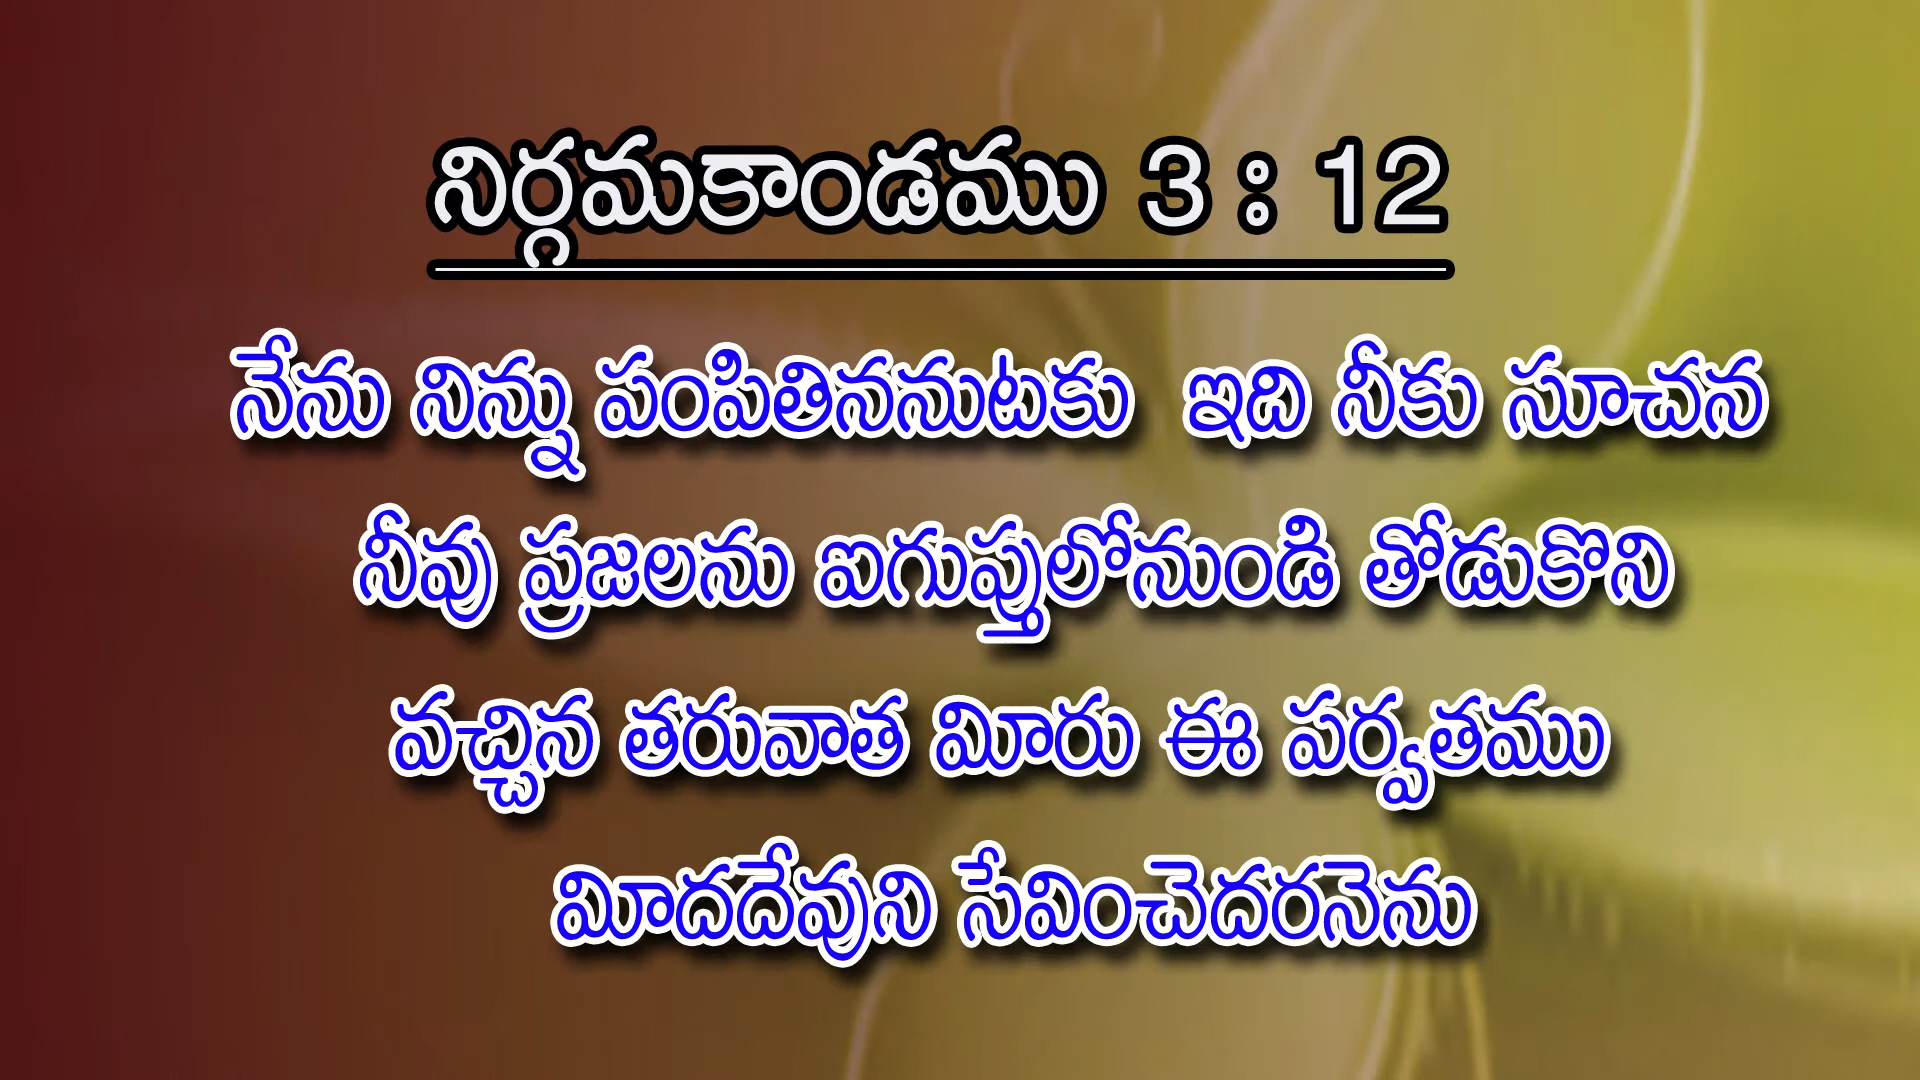 నిర్గమకాండము 3 : 12
నేను నిన్ను పంపితిననుటకు ఇది నీకు సూచన
నీవు ప్రజలను ఐగుప్తులోనుండి తోడుకొని
వచ్చిన తరువాత మీరు ఈ పర్వతము
మీదదేవుని సేవించెదరనెను